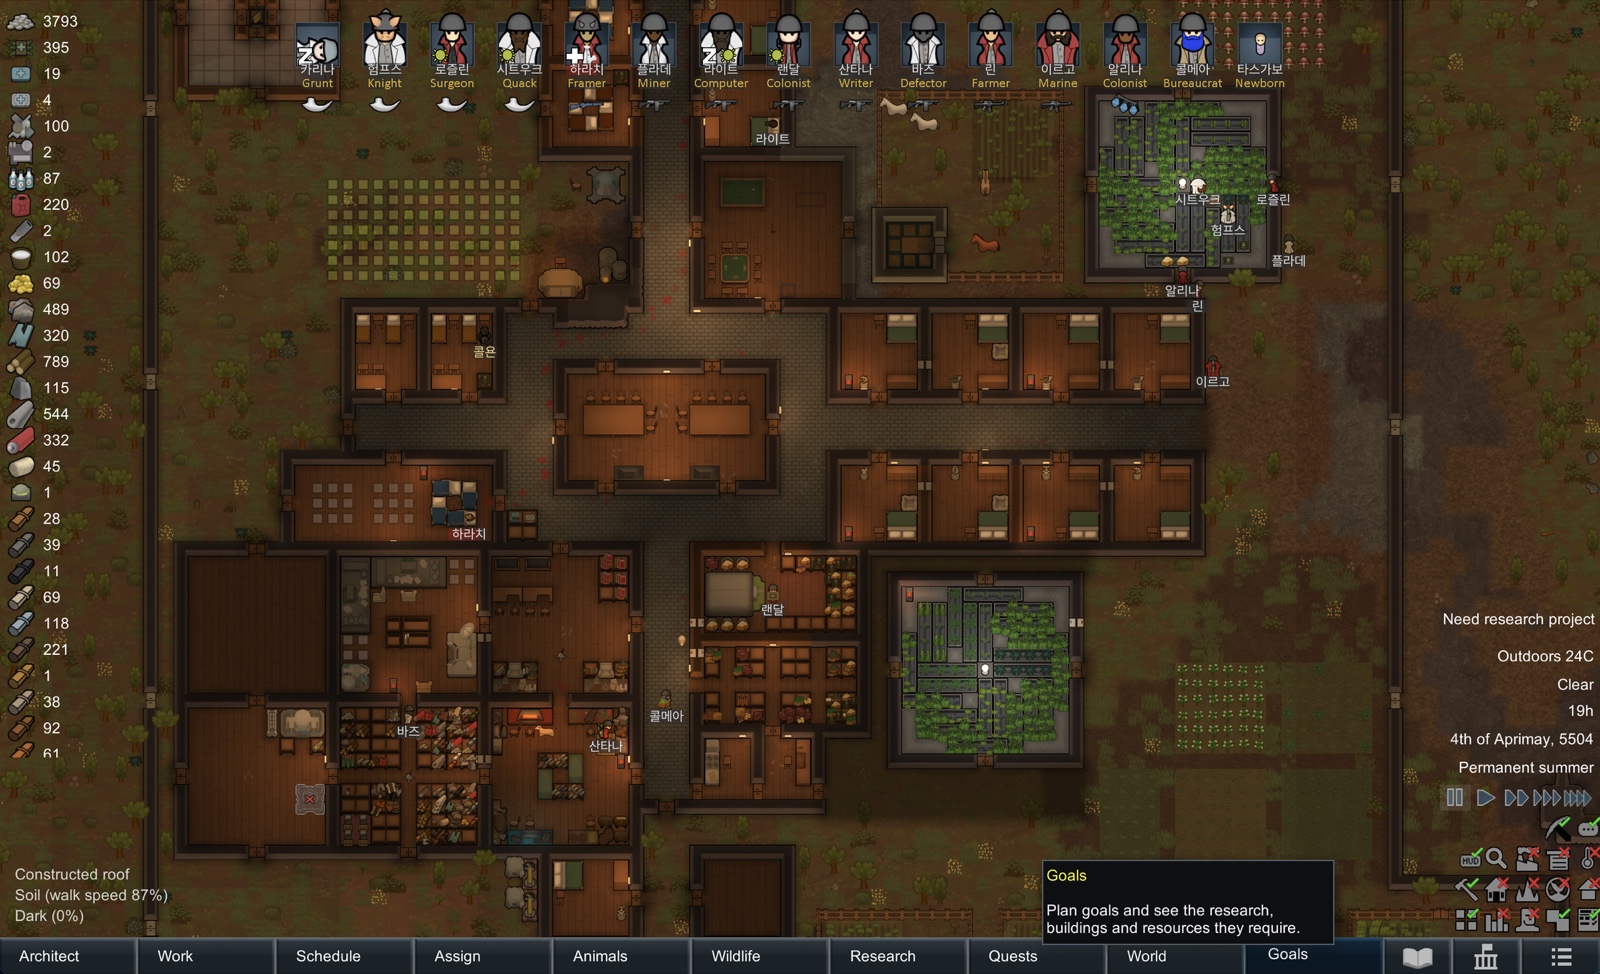 3793
395
19
4
100
2
87
220
2
102
69
489
320
789
115
544
332
45
1
28
39
11
69
118
221
1
38
92
61
카리나 험프스 로즐린 시트우크 하라치 플라데 라이트 랜달 산타나 바즈 린 이르고 알리나 콜메아 타스가보
Grunt Knight Surgeon Quack Framer Miner Computer Colonist Writer Defector Farmer Marine Colonist Bureaucrat Newborn
라이트
시트우크
로즐린
험프스
플라데
알리나
린
콜욘
이르고
하라치
랜달
콜메아
바즈
산타나
Need research project
Outdoors 24C
Clear
19h
4th of Aprimay, 5504
Permanent summer
HUD
Constructed roof
Soil (walk speed 87%)
Dark (0%)
Goals
Plan goals and see the research,
buildings and resources they require.
Architect Work Schedule Assign Animals Wildlife Research Quests World Goals